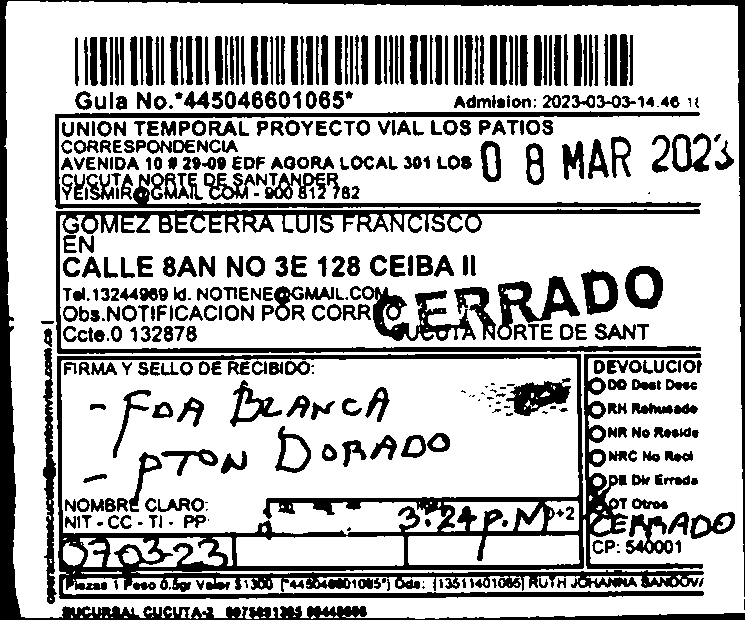 Guia No.*445046601065*
Admision: 2023-03-03-14.46
UNION TEMPORAL PROYECTO VIAL LOS PATIOS
CORRESPONDENCIA
AVENIDA 10 # 29-09 EDF AGORA LOCAL 301 LOS
CUCUTA NORTE DE SANTANDER
YEISMIR@GMAIL.COM - 900 812 782
08 MAR 2023
GOMEZ BECERRA LUIS FRANCISCO
EN
CALLE 8AN NO 3E 128 CEIBA II
Tel.13244969 Id. NOTIENE@GMAIL.COM
Obs.NOTIFICACION POR CORREO
CERRADO
Ccte.0 132878
CUCUTA NORTE DE SANT
FIRMA Y SELLO DE RECIBIDO:
- FDA BLANCA
- PTON DORADO
NOMBRE CLARO:
NIT - CC - TI - PP
3:24 P.M
D+2
0703-23
DEVOLUCION
DD Dest Desc
RH Rehusado
NR No Reside
NRC No Recl
DE Dir Errada
OT Otros
CERRADO
CP: 540001
Piezas 1 Peso 0.5gr Valor $1300 [*445046601065*] Ods: [13511401065] RUTH JOHANNA SANDOV
SUCURSAL CUCUTA-2